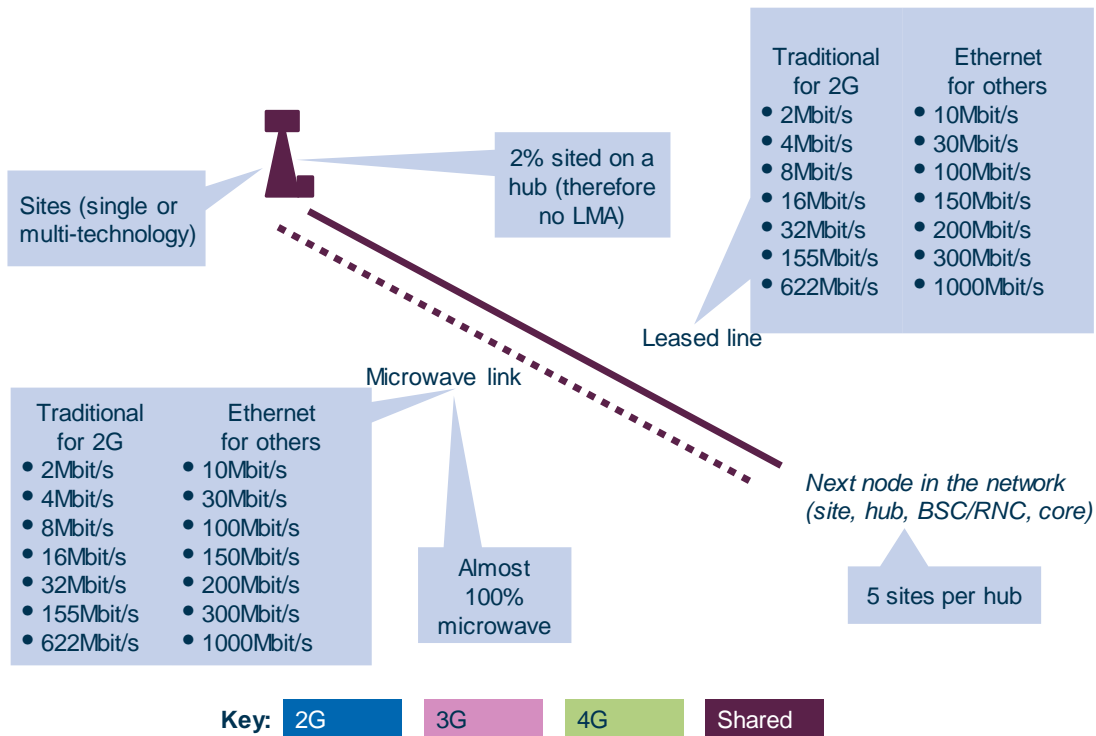 Traditional
for 2G
• 2Mbit/s
• 4Mbit/s
• 8Mbit/s
• 16Mbit/s
• 32Mbit/s
• 155Mbit/s
• 622Mbit/s
Ethernet
for others
• 10Mbit/s
• 30Mbit/s
• 100Mbit/s
• 150Mbit/s
• 200Mbit/s
• 300Mbit/s
• 1000Mbit/s
2% sited on a
hub (therefore
no LMA)
Sites (single or
multi-technology)
Leased line
Microwave link
Traditional
for 2G
• 2Mbit/s
• 4Mbit/s
• 8Mbit/s
• 16Mbit/s
• 32Mbit/s
• 155Mbit/s
• 622Mbit/s
Ethernet
for others
• 10Mbit/s
• 30Mbit/s
• 100Mbit/s
• 150Mbit/s
• 200Mbit/s
• 300Mbit/s
• 1000Mbit/s
Almost
100%
microwave
Next node in the network
(site, hub, BSC/RNC, core)
5 sites per hub
Key: 2G 3G 4G Shared